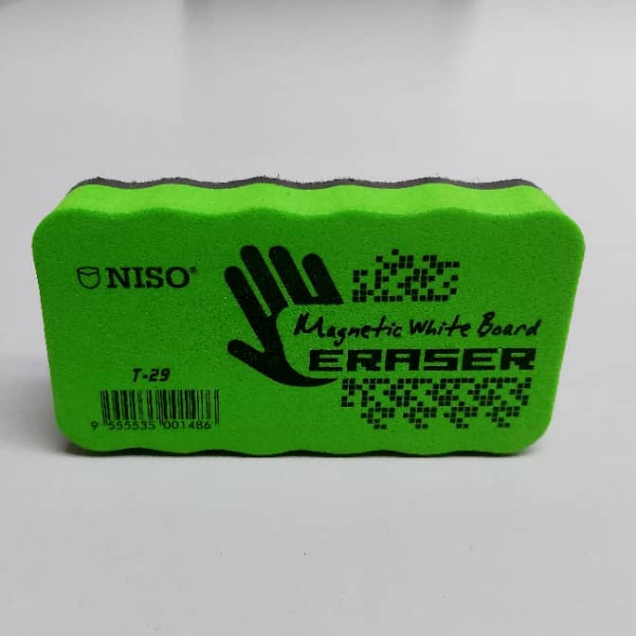 NISO®
Magnetic White Board
ERASER
T-29
9 555535 001486